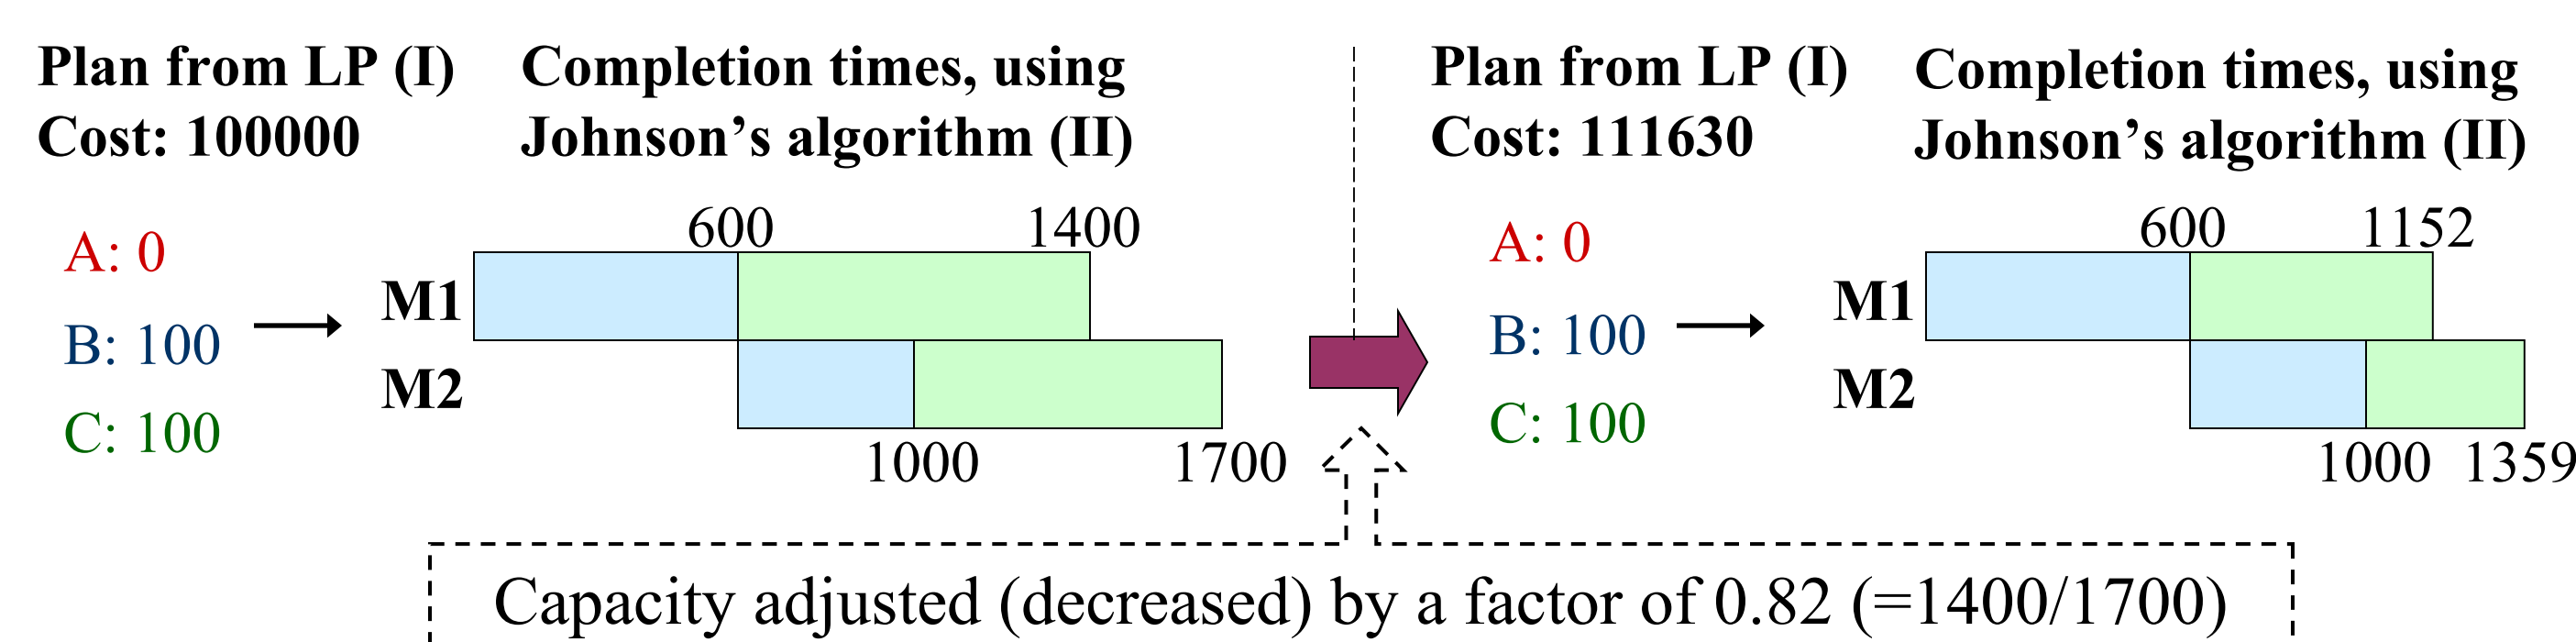 Plan from LP (I)
Cost: 100000
Completion times, using
Johnson’s algorithm (II)
A: 0
B: 100
C: 100
600
1400
M1
M2
1000
1700
Plan from LP (I)
Cost: 111630
Completion times, using
Johnson’s algorithm (II)
A: 0
B: 100
C: 100
600
1152
M1
M2
1000
1359
Capacity adjusted (decreased) by a factor of 0.82 (=1400/1700)